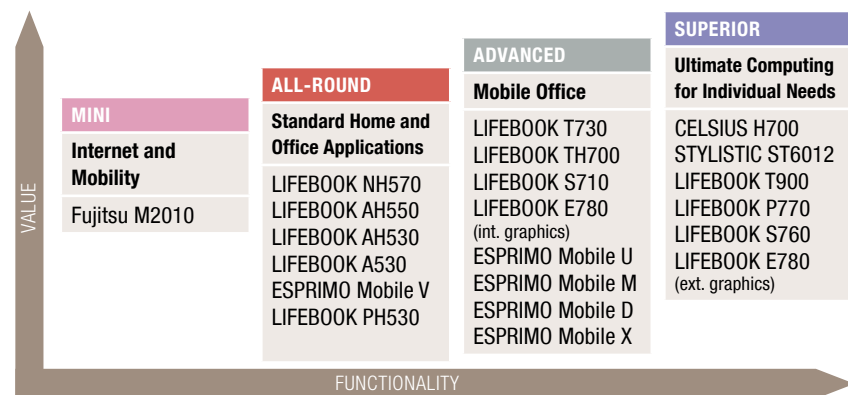 VALUE
MINI
Internet and
Mobility
Fujitsu M2010
ALL-ROUND
Standard Home and
Office Applications
LIFEBOOK NH570
LIFEBOOK AH550
LIFEBOOK AH530
LIFEBOOK A530
ESPRIMO Mobile V
LIFEBOOK PH530
ADVANCED
Mobile Office
LIFEBOOK T730
LIFEBOOK TH700
LIFEBOOK S710
LIFEBOOK E780
(int. graphics)
ESPRIMO Mobile U
ESPRIMO Mobile M
ESPRIMO Mobile D
ESPRIMO Mobile X
SUPERIOR
Ultimate Computing
for Individual Needs
CELSIUS H700
STYLISTIC ST6012
LIFEBOOK T900
LIFEBOOK P770
LIFEBOOK S760
LIFEBOOK E780
(ext. graphics)
FUNCTIONALITY